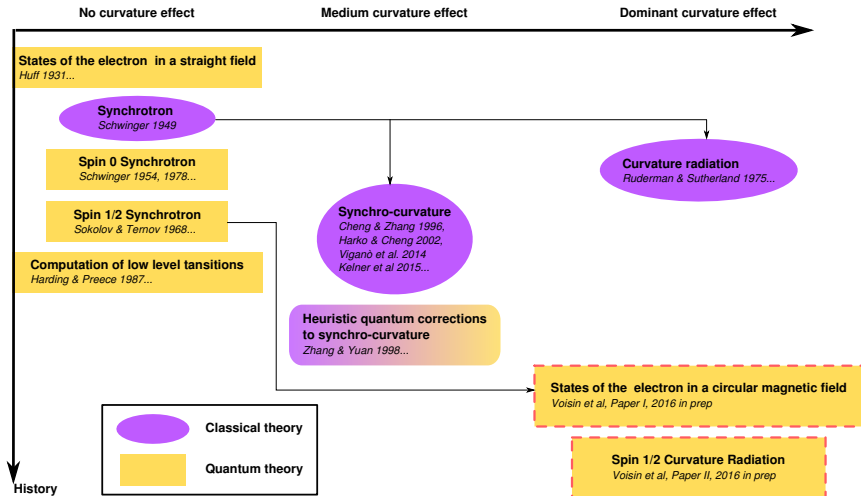 No curvature effect
Medium curvature effect
Dominant curvature effect
States of the electron in a straight field
Huff 1931...
Synchrotron
Schwinger 1949
Spin 0 Synchrotron
Schwinger 1954, 1978...
Curvature radiation
Ruderman & Sutherland 1975...
Spin 1/2 Synchrotron
Sokolov & Ternov 1968...
Synchro-curvature
Cheng & Zhang 1996,
Harko & Cheng 2002,
Viganò et al. 2014
Kelner et al 2015...
Computation of low level tansitions
Harding & Preece 1987...
Heuristic quantum corrections
to synchro-curvature
Zhang & Yuan 1998...
States of the electron in a circular magnetic field
Voisin et al, Paper I, 2016 in prep
Spin 1/2 Curvature Radiation
Voisin et al, Paper II, 2016 in prep
Classical theory
Quantum theory
History